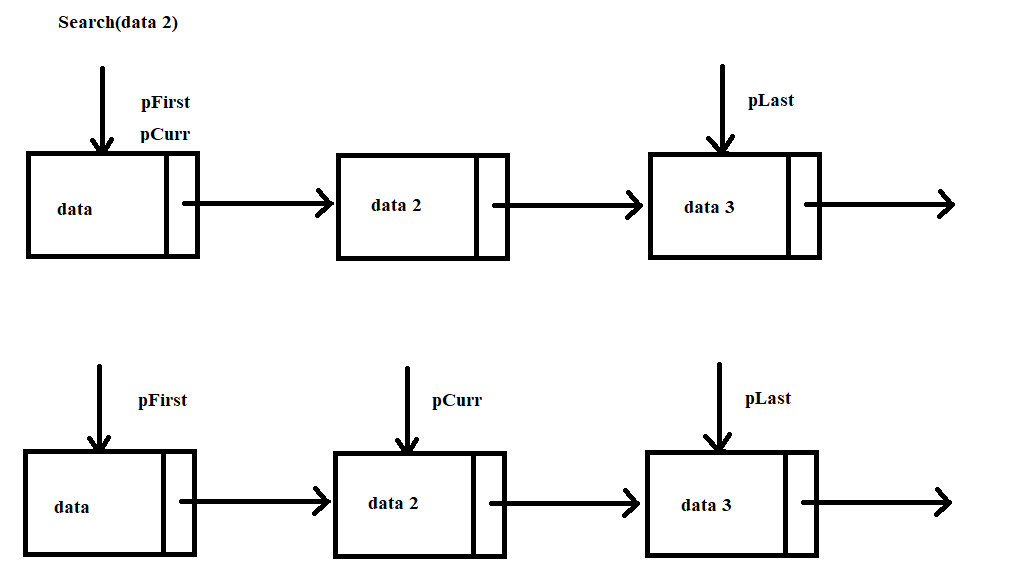 Search(data 2)
pFirst
pCurr
pLast
data
data 2
data 3
pFirst
pCurr
pLast
data
data 2
data 3